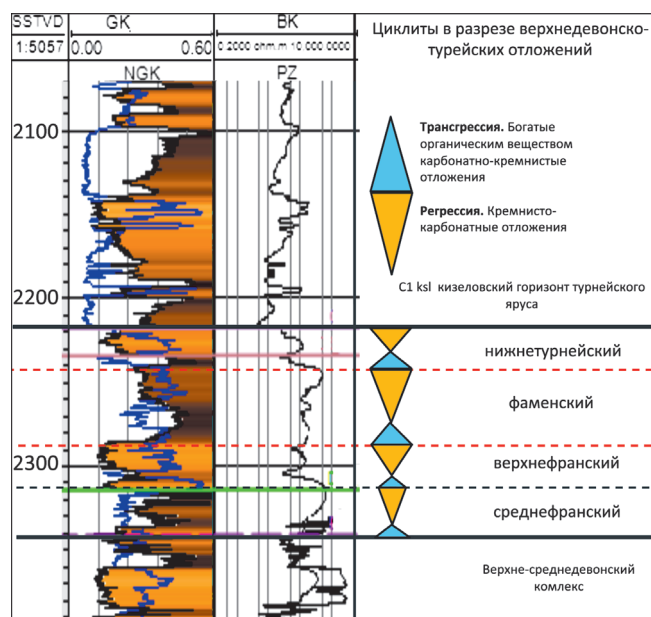 SSTVD
GK
BK
1:5057
0.00
0.60
0.2000 ohm.m 10.000 0000
NGK
PZ
2100
2200
2300
Циклиты в разрезе верхнедевонско-
турейских отложений
Трансгрессия. Богатые
органическим веществом
карбонатно-кремнистые
отложения
Регрессия. Кремнисто-
карбонатные отложения
C1 ksl кизеловский горизонт турнейского
яруса
нижнетурнейский
фаменский
верхнефранский
среднефранский
Верхне-среднедевонский
комлекс